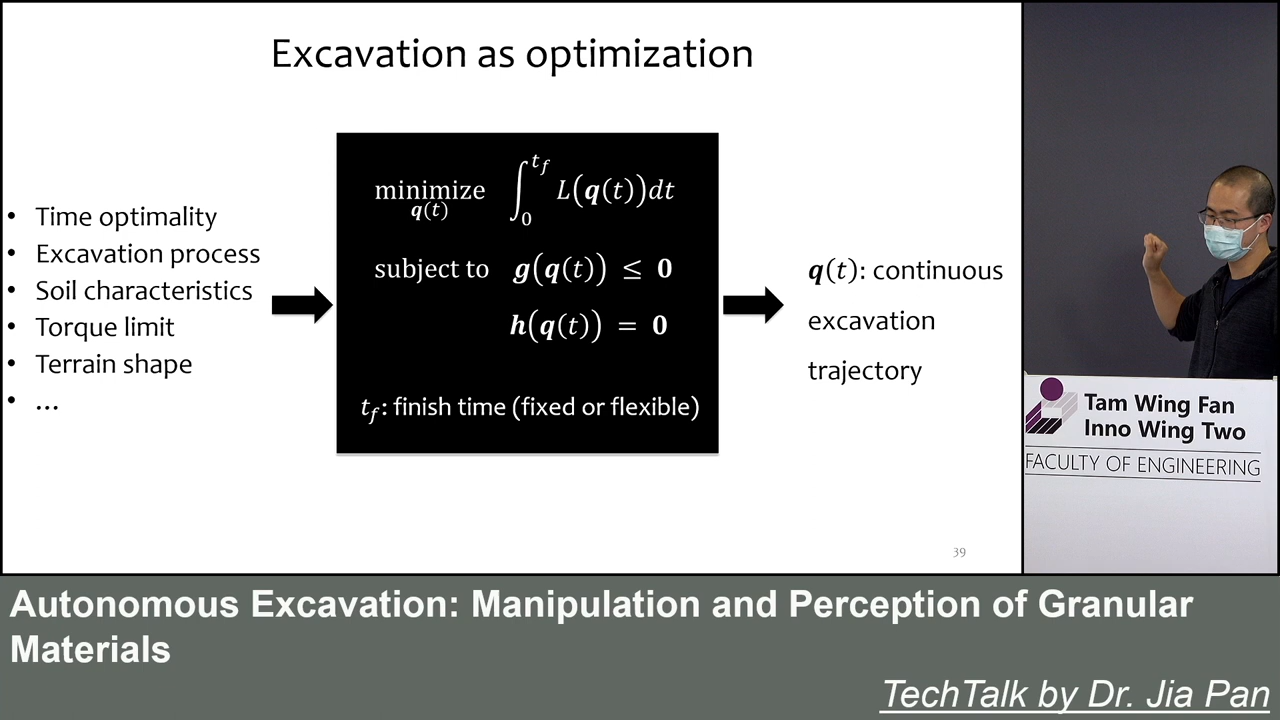 Excavation as optimization
• Time optimality
• Excavation process
• Soil characteristics
• Torque limit
• Terrain shape
• …
minimize ∫₀^{t_f} L(q(t))dt
q(t)
subject to g(q(t)) ≤ 0
h(q(t)) = 0
t_f: finish time (fixed or flexible)
q(t): continuous
excavation
trajectory
39
Tam Wing Fan
Inno Wing Two
FACULTY OF ENGINEERING
Autonomous Excavation: Manipulation and Perception of Granular
Materials
TechTalk by Dr. Jia Pan